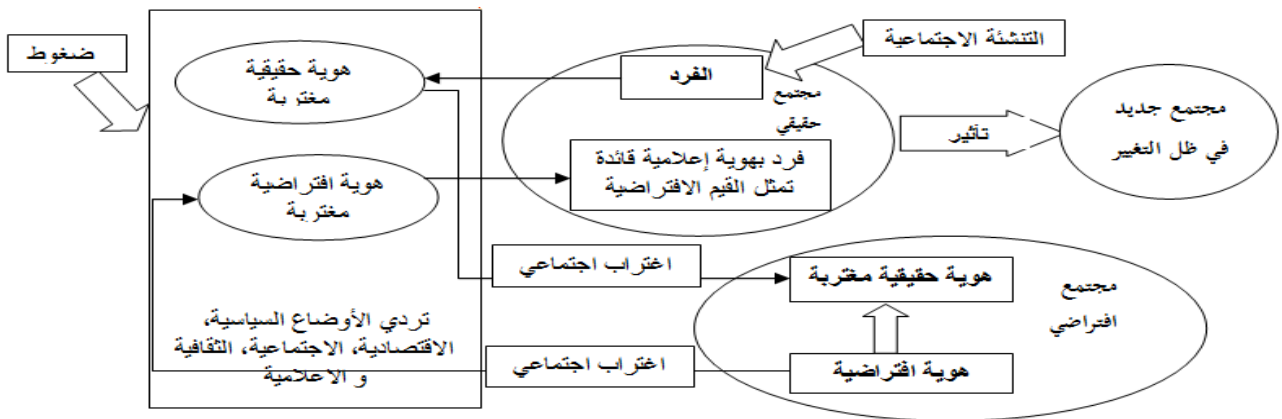 التنشئة الاجتماعية
ضغوط
الفرد
هوية حقيقية
مغتربة
مجتمع
حقيقي
مجتمع جديد
في ظل التغيير
تأثير
فرد بهوية إعلامية قائدة
تمثل القيم الافتراضية
هوية افتراضية
مغتربة
اغتراب اجتماعي
هوية حقيقية مغتربة
مجتمع
افتراضي
تردي الأوضاع السياسية،
الاقتصادية، الاجتماعية، الثقافية
و الاعلامية
اغتراب اجتماعي
هوية افتراضية